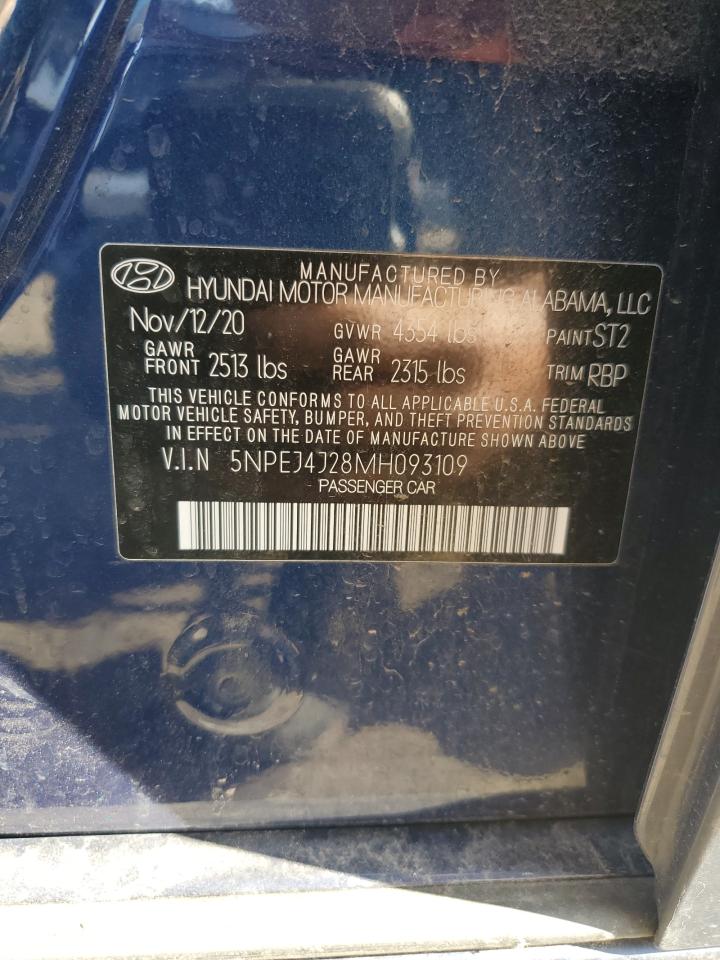 MANUFACTURED BY
HYUNDAI MOTOR MANUFACTURING ALABAMA, LLC
Nov/12/20 GVWR 4354 lbs PAINT ST2
GAWR FRONT 2513 lbs GAWR REAR 2315 lbs TRIM RBP
THIS VEHICLE CONFORMS TO ALL APPLICABLE U.S.A. FEDERAL
MOTOR VEHICLE SAFETY, BUMPER, AND THEFT PREVENTION STANDARDS
IN EFFECT ON THE DATE OF MANUFACTURE SHOWN ABOVE.
V.I.N 5NPEJ4J28MH093109
PASSENGER CAR